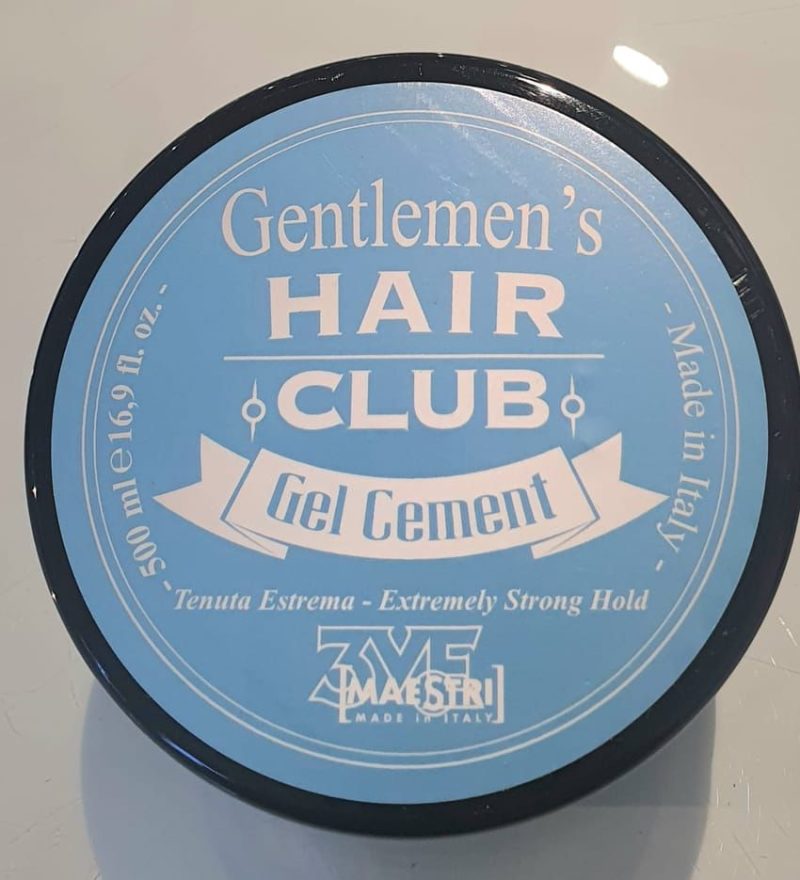 Gentlemen's
HAIR
CLUB
Gel Cement
Tenuta Estrema - Extremely Strong Hold
3VE
[MAESTRI]
MADE in ITALY
- 500 ml e 16,9 fl. oz. -
- Made in Italy -